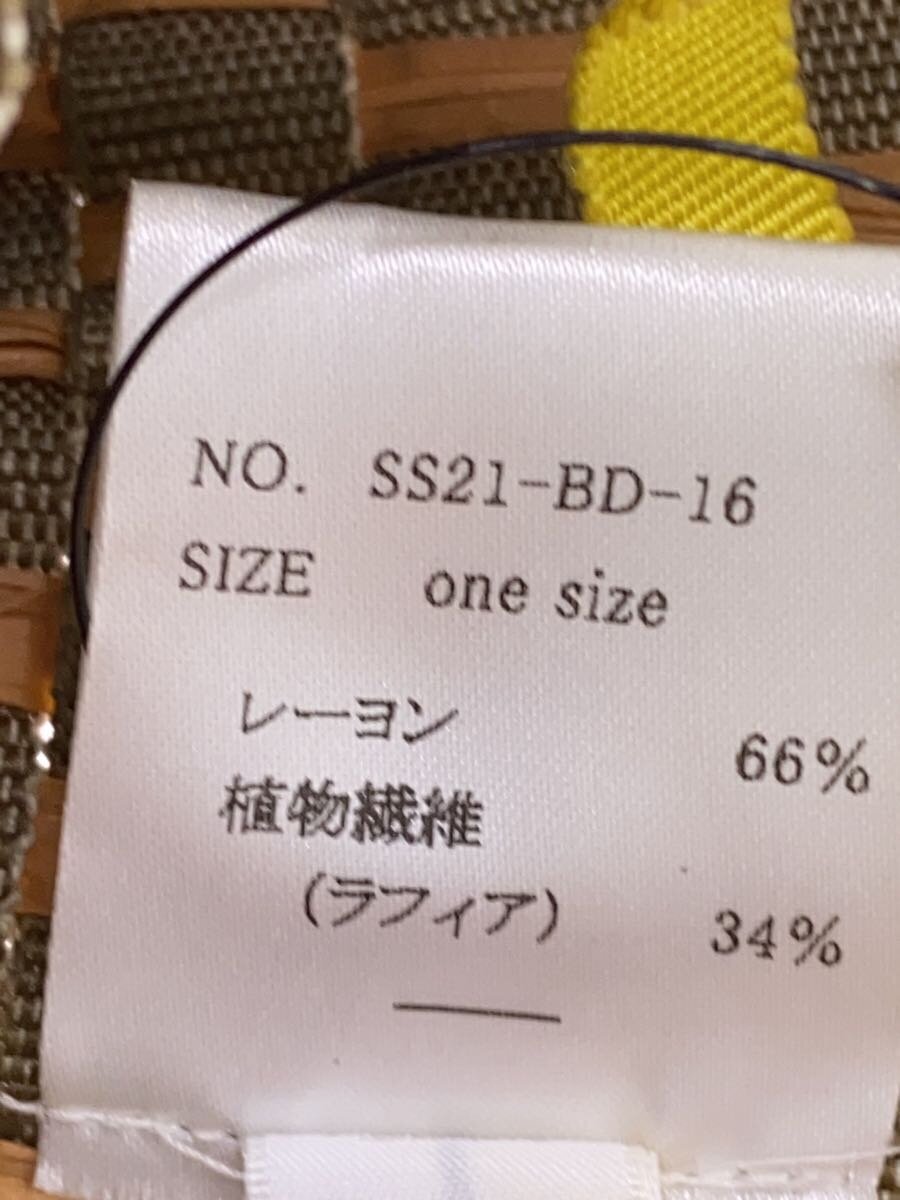 NO. SS21-BD-16
SIZE one size
レーヨン 66%
植物繊維
(ラフィア) 34%